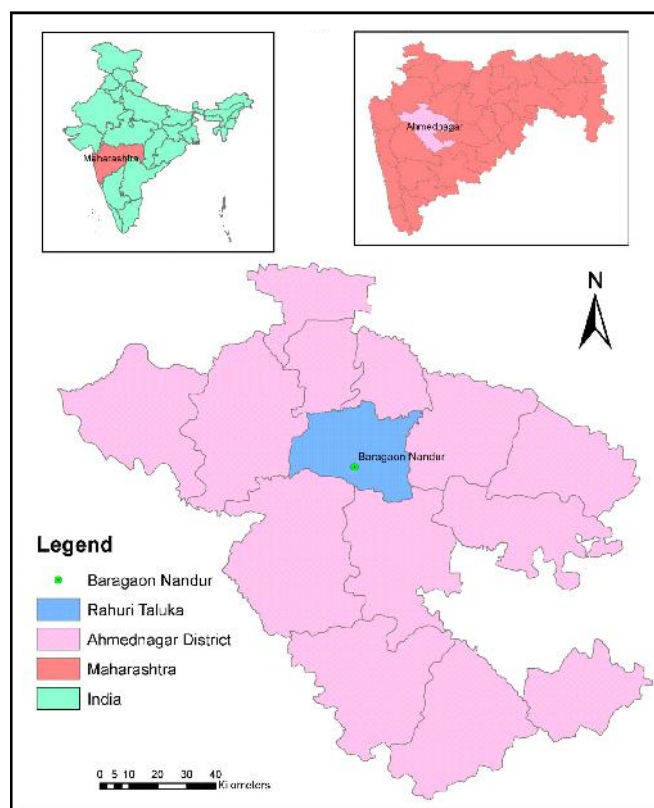 Maharashtra
Ahmednagar
N
Baragaon Nandur
Legend
Baragaon Nandur
Rahuri Taluka
Ahmednagar District
Maharashtra
India
0 5 10 20 30 40
Kilometers